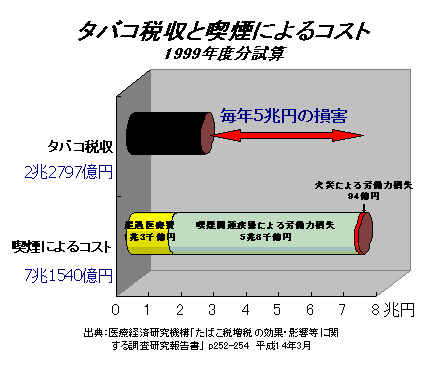 タバコ税収と喫煙によるコスト
1999年度分試算
毎年5兆円の損害
タバコ税収
2兆2797億円
火災による労働力損失
94億円
超過医療費
1兆3千億円
喫煙関連疾患による労働力損失
5兆8千億円
喫煙によるコスト
7兆1540億円
0 1 2 3 4 5 6 7 8 兆円
出典：医療経済研究機構「たばこ税増税の効果・影響等に関
する調査研究報告書」 p252-254 平成14年3月